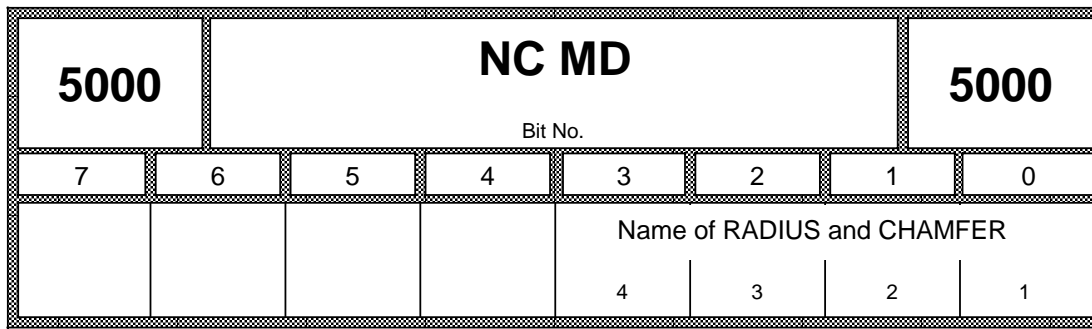 5000 NC MD 5000
Bit No.
7 6 5 4 3 2 1 0
Name of RADIUS and CHAMFER
4 3 2 1